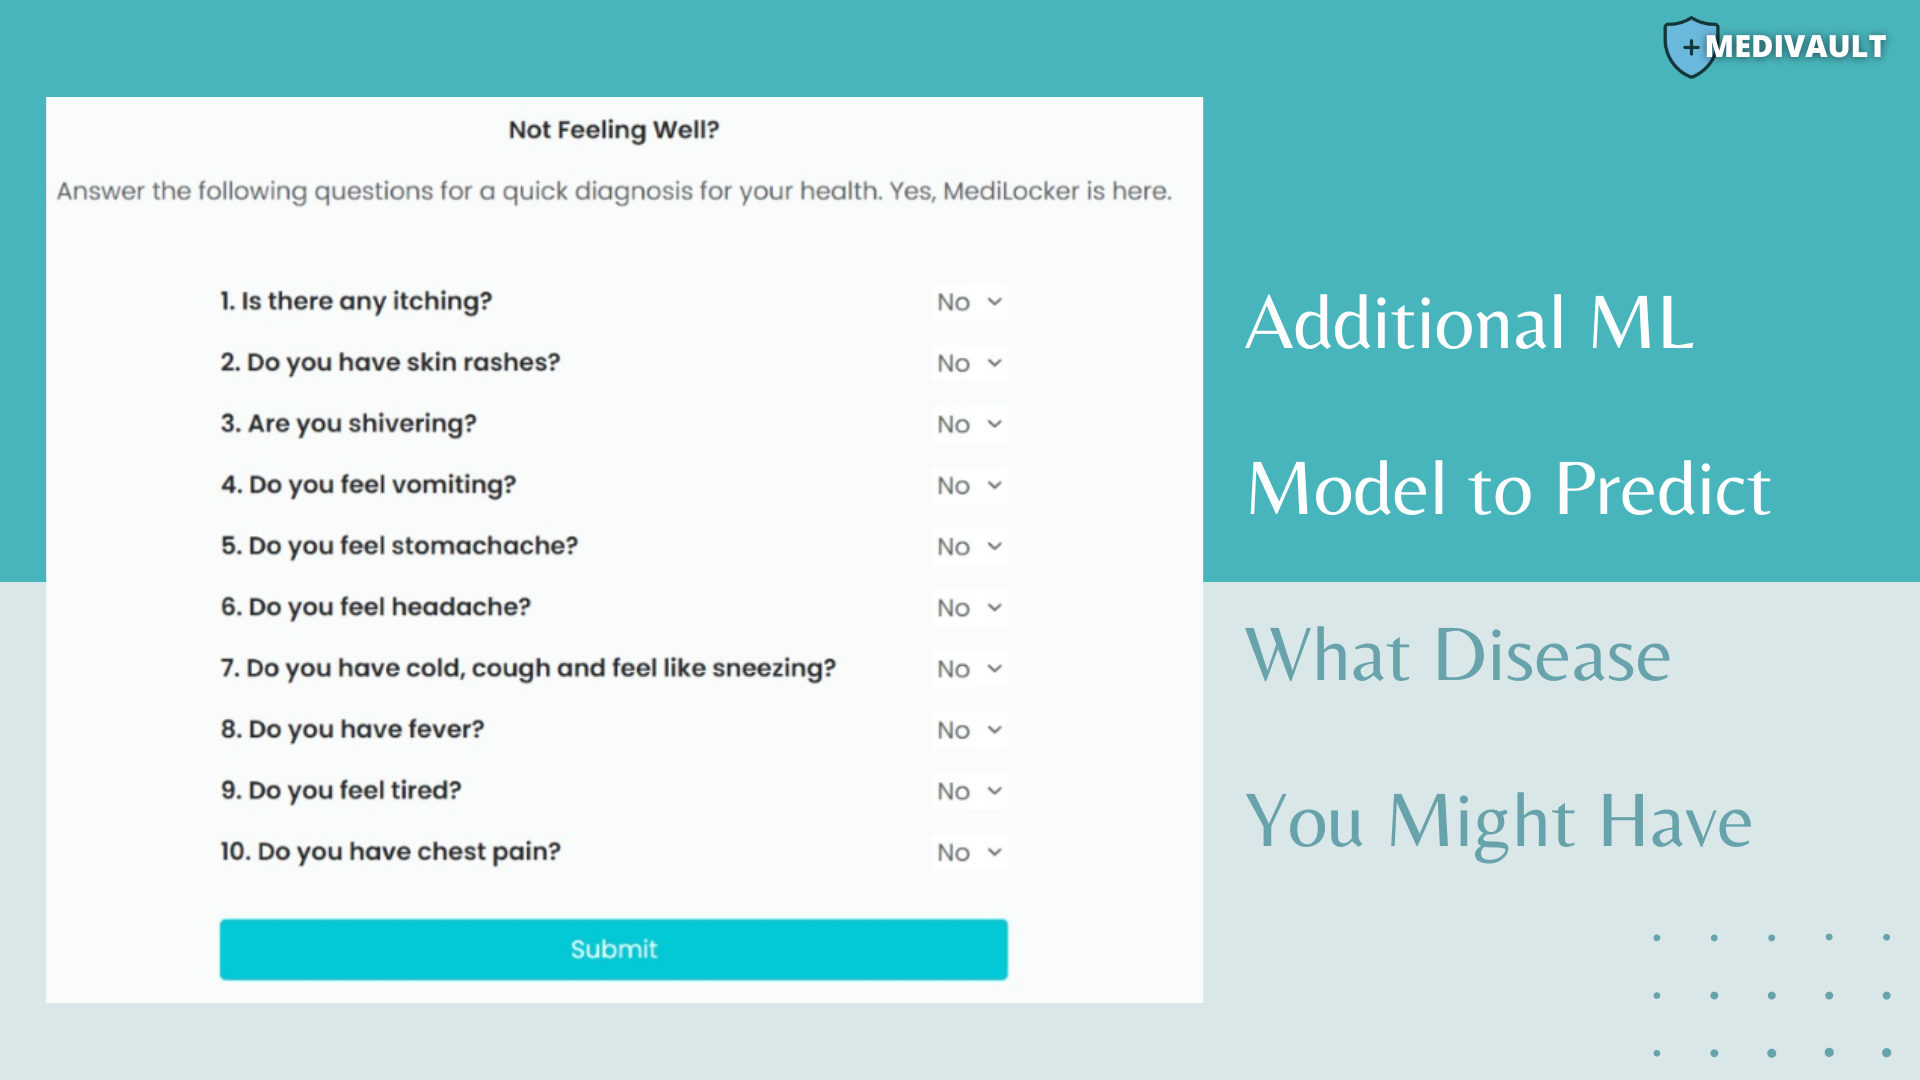 +MEDIVAULT
Not Feeling Well?
Answer the following questions for a quick diagnosis for your health. Yes, MediLocker is here.
1. Is there any itching? No
2. Do you have skin rashes? No
3. Are you shivering? No
4. Do you feel vomiting? No
5. Do you feel stomachache? No
6. Do you feel headache? No
7. Do you have cold, cough and feel like sneezing? No
8. Do you have fever? No
9. Do you feel tired? No
10. Do you have chest pain? No
Submit
Additional ML
Model to Predict
What Disease
You Might Have